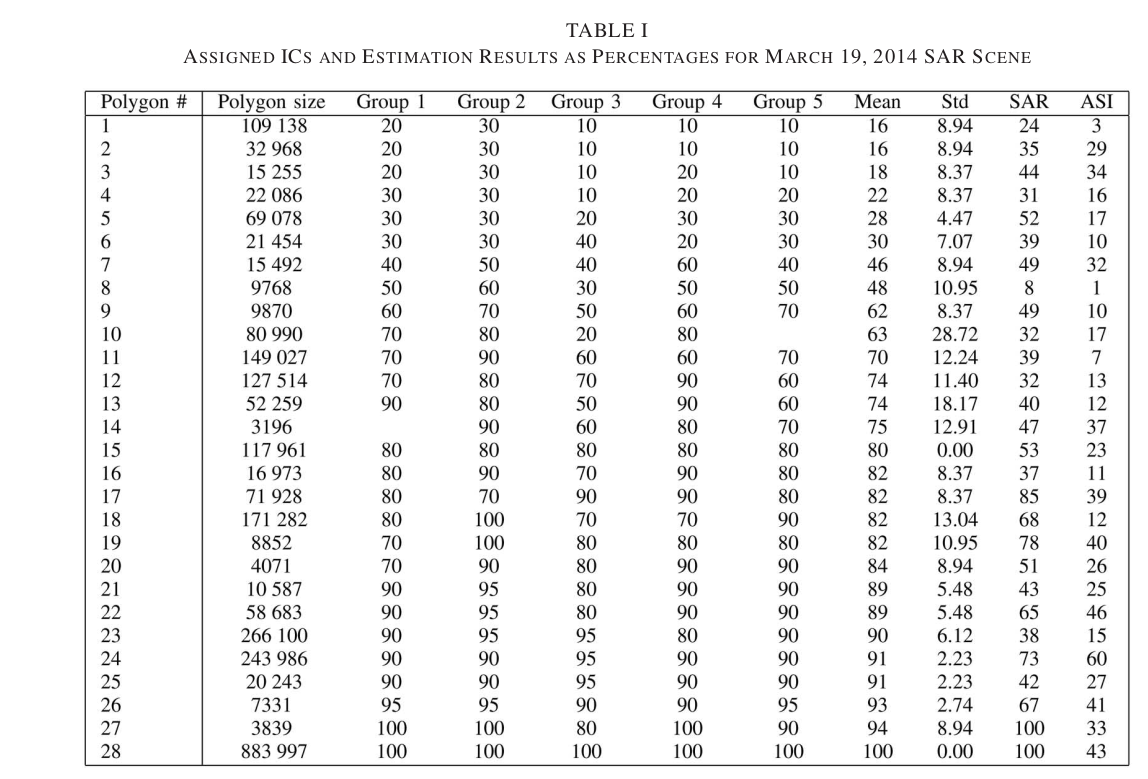 TABLE I
ASSIGNED ICS AND ESTIMATION RESULTS AS PERCENTAGES FOR MARCH 19, 2014 SAR SCENE
Polygon # Polygon size Group 1 Group 2 Group 3 Group 4 Group 5 Mean Std SAR ASI
1 109 138 20 30 10 10 10 16 8.94 24 3
2 32 968 20 30 10 10 10 16 8.94 35 29
3 15 255 20 30 10 20 10 18 8.37 44 34
4 22 086 30 30 10 20 20 22 8.37 31 16
5 69 078 30 30 20 30 30 28 4.47 52 17
6 21 454 30 30 40 20 30 30 7.07 39 10
7 15 492 40 50 40 60 40 46 8.94 49 32
8 9768 50 60 30 50 50 48 10.95 8 1
9 9870 60 70 50 60 70 62 8.37 49 10
10 80 990 70 80 20 80 63 28.72 32 17
11 149 027 70 90 60 60 70 70 12.24 39 7
12 127 514 70 80 70 90 60 74 11.40 32 13
13 52 259 90 80 50 90 60 74 18.17 40 12
14 3196 90 60 80 70 75 12.91 47 37
15 117 961 80 80 80 80 80 80 0.00 53 23
16 16 973 80 90 70 90 80 82 8.37 37 11
17 71 928 80 70 90 90 80 82 8.37 85 39
18 171 282 80 100 70 70 90 82 13.04 68 12
19 8852 70 100 80 80 80 82 10.95 78 40
20 4071 70 90 80 90 90 84 8.94 51 26
21 10 587 90 95 80 90 90 89 5.48 43 25
22 58 683 90 95 80 90 90 89 5.48 65 46
23 266 100 90 95 95 80 90 90 6.12 38 15
24 243 986 90 90 95 90 90 91 2.23 73 60
25 20 243 90 90 95 90 90 91 2.23 42 27
26 7331 95 95 90 90 95 93 2.74 67 41
27 3839 100 100 80 100 90 94 8.94 100 33
28 883 997 100 100 100 100 100 100 0.00 100 43